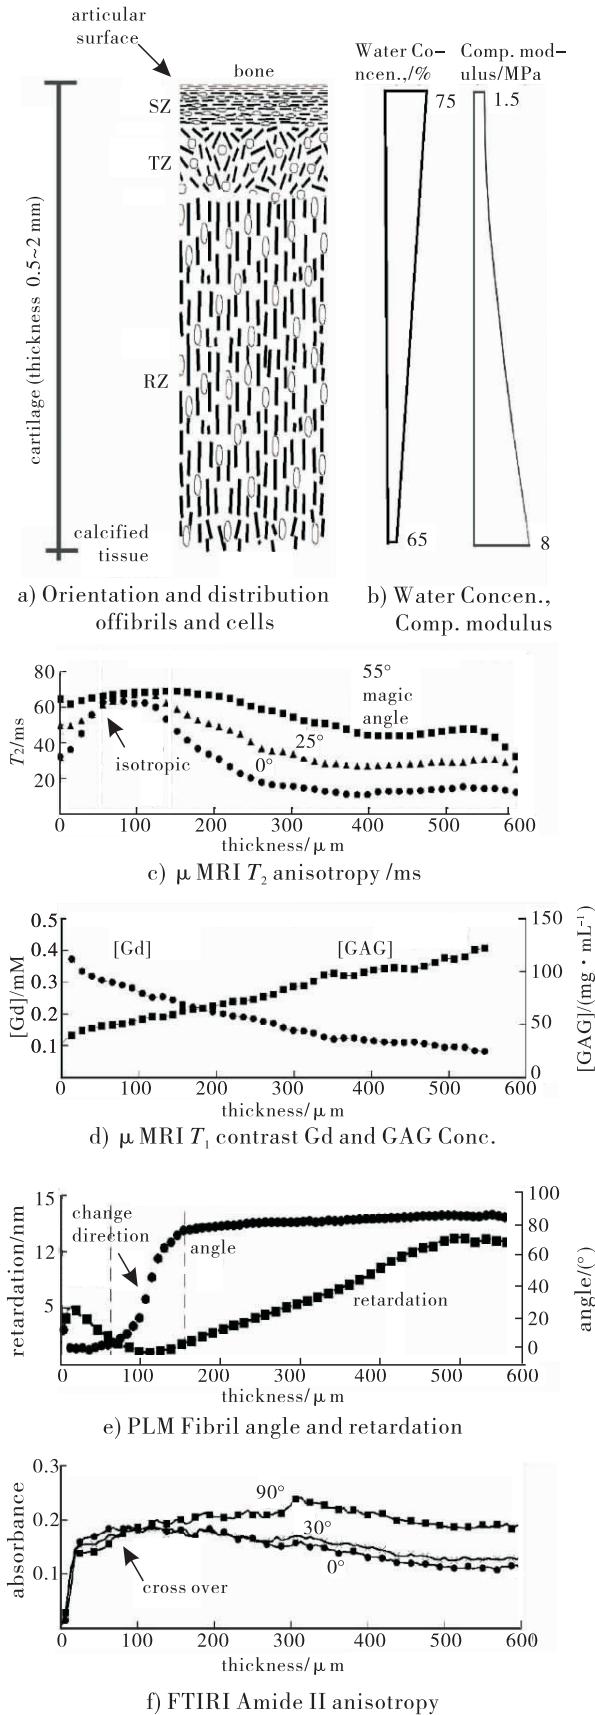 articular
surface
bone
SZ
TZ
RZ
cartilage (thickness 0.5~2 mm)
calcified
tissue
Water Co-
ncen.,/%
75
65
Comp. mod-
ulus/MPa
1.5
8
a) Orientation and distribution
offibrils and cells
b) Water Concen.,
Comp. modulus
80
60
40
20
T2/ms
55°
magic
angle
25°
0°
isotropic
0 100 200 300 400 500 600
thickness/μm
c) μMRI T2 anisotropy /ms
0.5
0.4
0.3
0.2
0.1
[Gd]/mM
[Gd]
[GAG]
150
100
50
0
[GAG]/(mg·mL⁻¹)
0 100 200 300 400 500 600
thickness/μm
d) μMRI T1 contrast Gd and GAG Conc.
15
12
5
retardation/nm
change
direction
angle
retardation
100
80
60
40
20
0
angle/(°)
0 100 200 300 400 500 600
thickness/μm
e) PLM Fibril angle and retardation
0.3
0.2
0.1
absorbance
90°
30°
0°
cross over
0 100 200 300 400 500 600
thickness/μm
f) FTIRI Amide II anisotropy